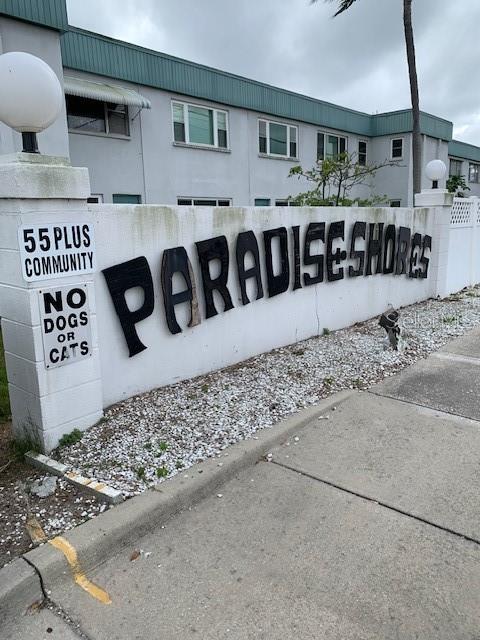 55 PLUS
COMMUNITY
NO
DOGS
OR
CATS
PARADISE SHORES